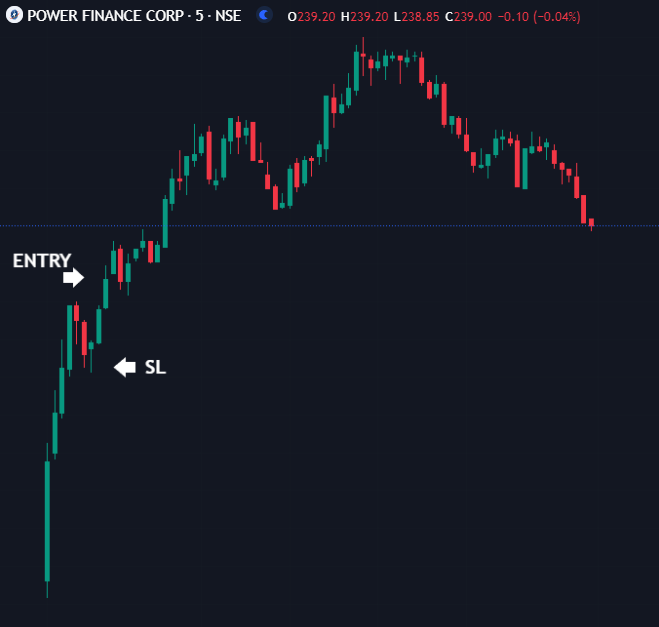 POWER FINANCE CORP · 5 · NSE O239.20 H239.20 L238.85 C239.00 −0.10 (−0.04%)
ENTRY
SL